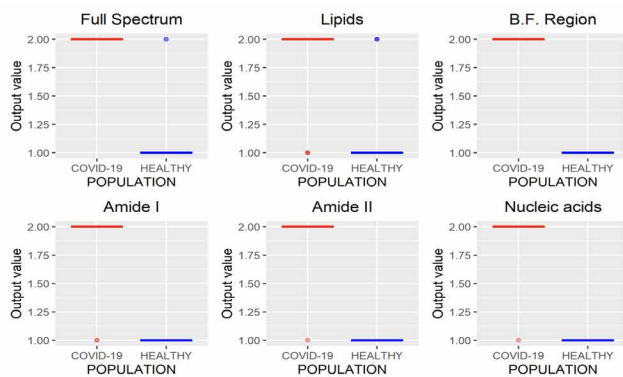 Full Spectrum
Lipids
B.F. Region
Output value
2.00
1.75
1.50
1.25
1.00
COVID-19 HEALTHY
POPULATION
Output value
2.00
1.75
1.50
1.25
1.00
COVID-19 HEALTHY
POPULATION
Output value
2.00
1.75
1.50
1.25
1.00
COVID-19 HEALTHY
POPULATION
Amide I
Amide II
Nucleic acids
Output value
2.00
1.75
1.50
1.25
1.00
COVID-19 HEALTHY
POPULATION
Output value
2.00
1.75
1.50
1.25
1.00
COVID-19 HEALTHY
POPULATION
Output value
2.00
1.75
1.50
1.25
1.00
COVID-19 HEALTHY
POPULATION